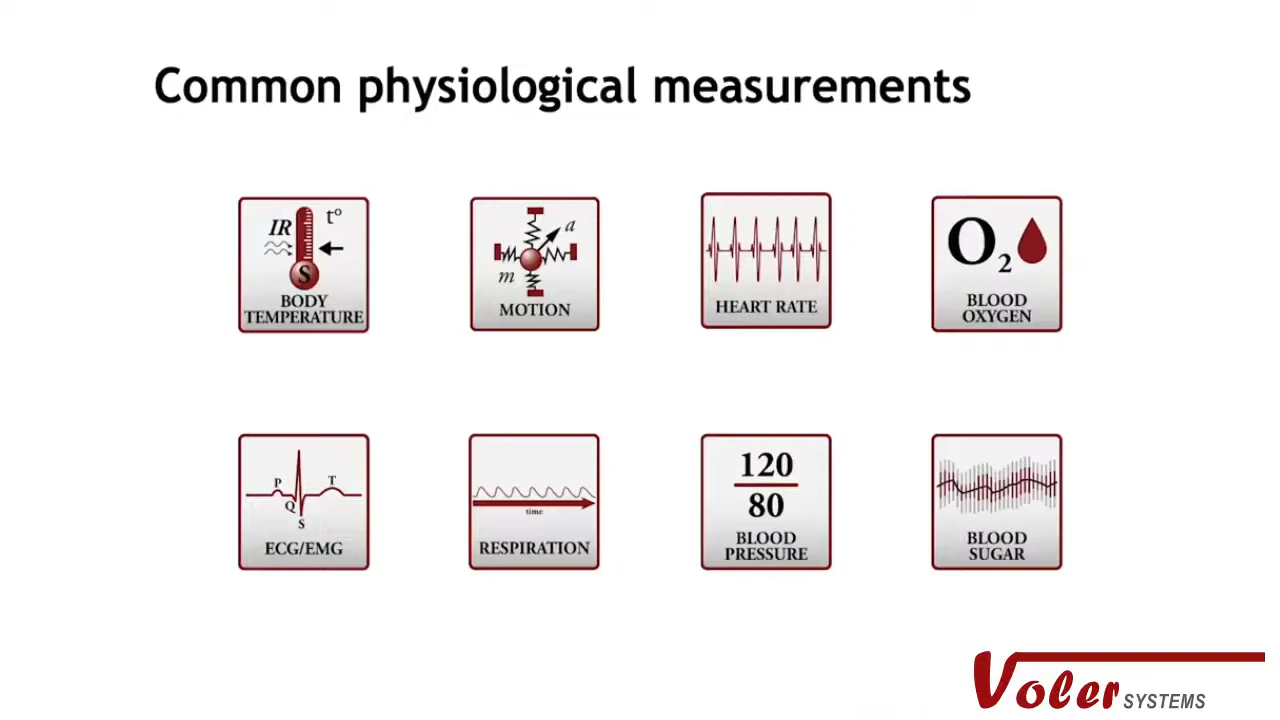 Common physiological measurements
IR t°
S
BODY
TEMPERATURE
a
m
MOTION
HEART RATE
O2
BLOOD
OXYGEN
P T
Q
S
ECG/EMG
time
RESPIRATION
120
80
BLOOD
PRESSURE
BLOOD
SUGAR
Voler SYSTEMS